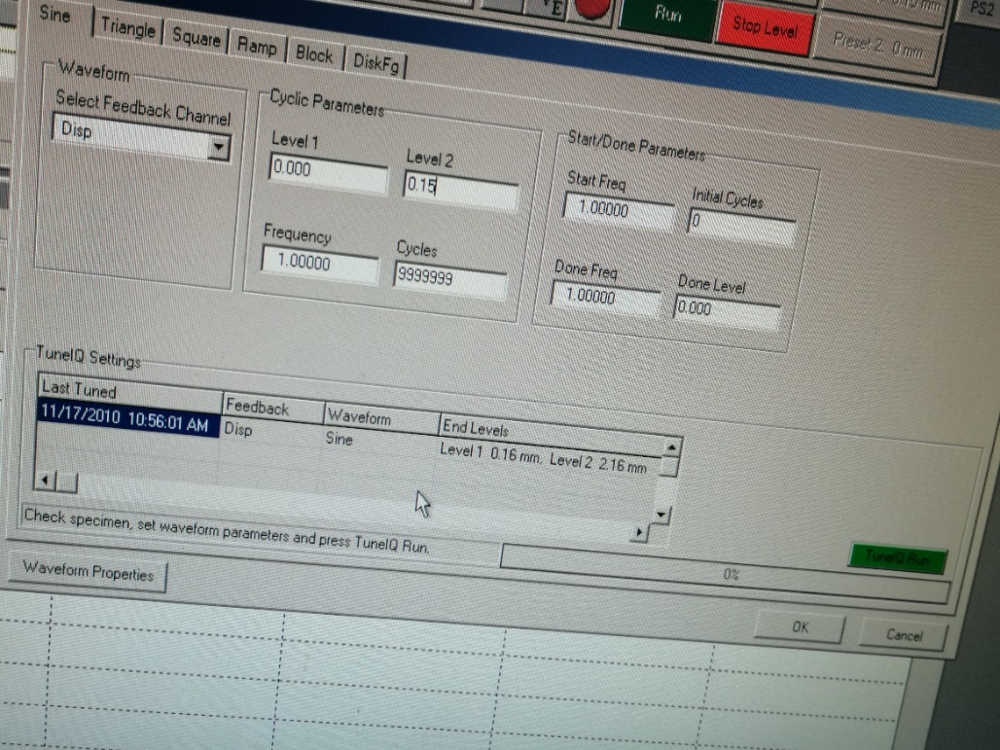 PS2
Run
Stop Level
Preset 2: 0 mm
Sine
Triangle
Square
Ramp
Block
DiskFg
Waveform
Select Feedback Channel
Disp
Cyclic Parameters
Level 1
Level 2
0.000
0.15
Frequency
Cycles
1.00000
9999999
Start/Done Parameters
Start Freq
Initial Cycles
1.00000
0
Done Freq
Done Level
1.00000
0.000
TuneIQ Settings
Last Tuned
Feedback
Waveform
End Levels
11/17/2010 10:56:01 AM
Disp
Sine
Level 1 0.16 mm, Level 2 2.16 mm
Check specimen, set waveform parameters and press TuneIQ Run.
0%
TuneIQ Run
Waveform Properties
OK
Cancel